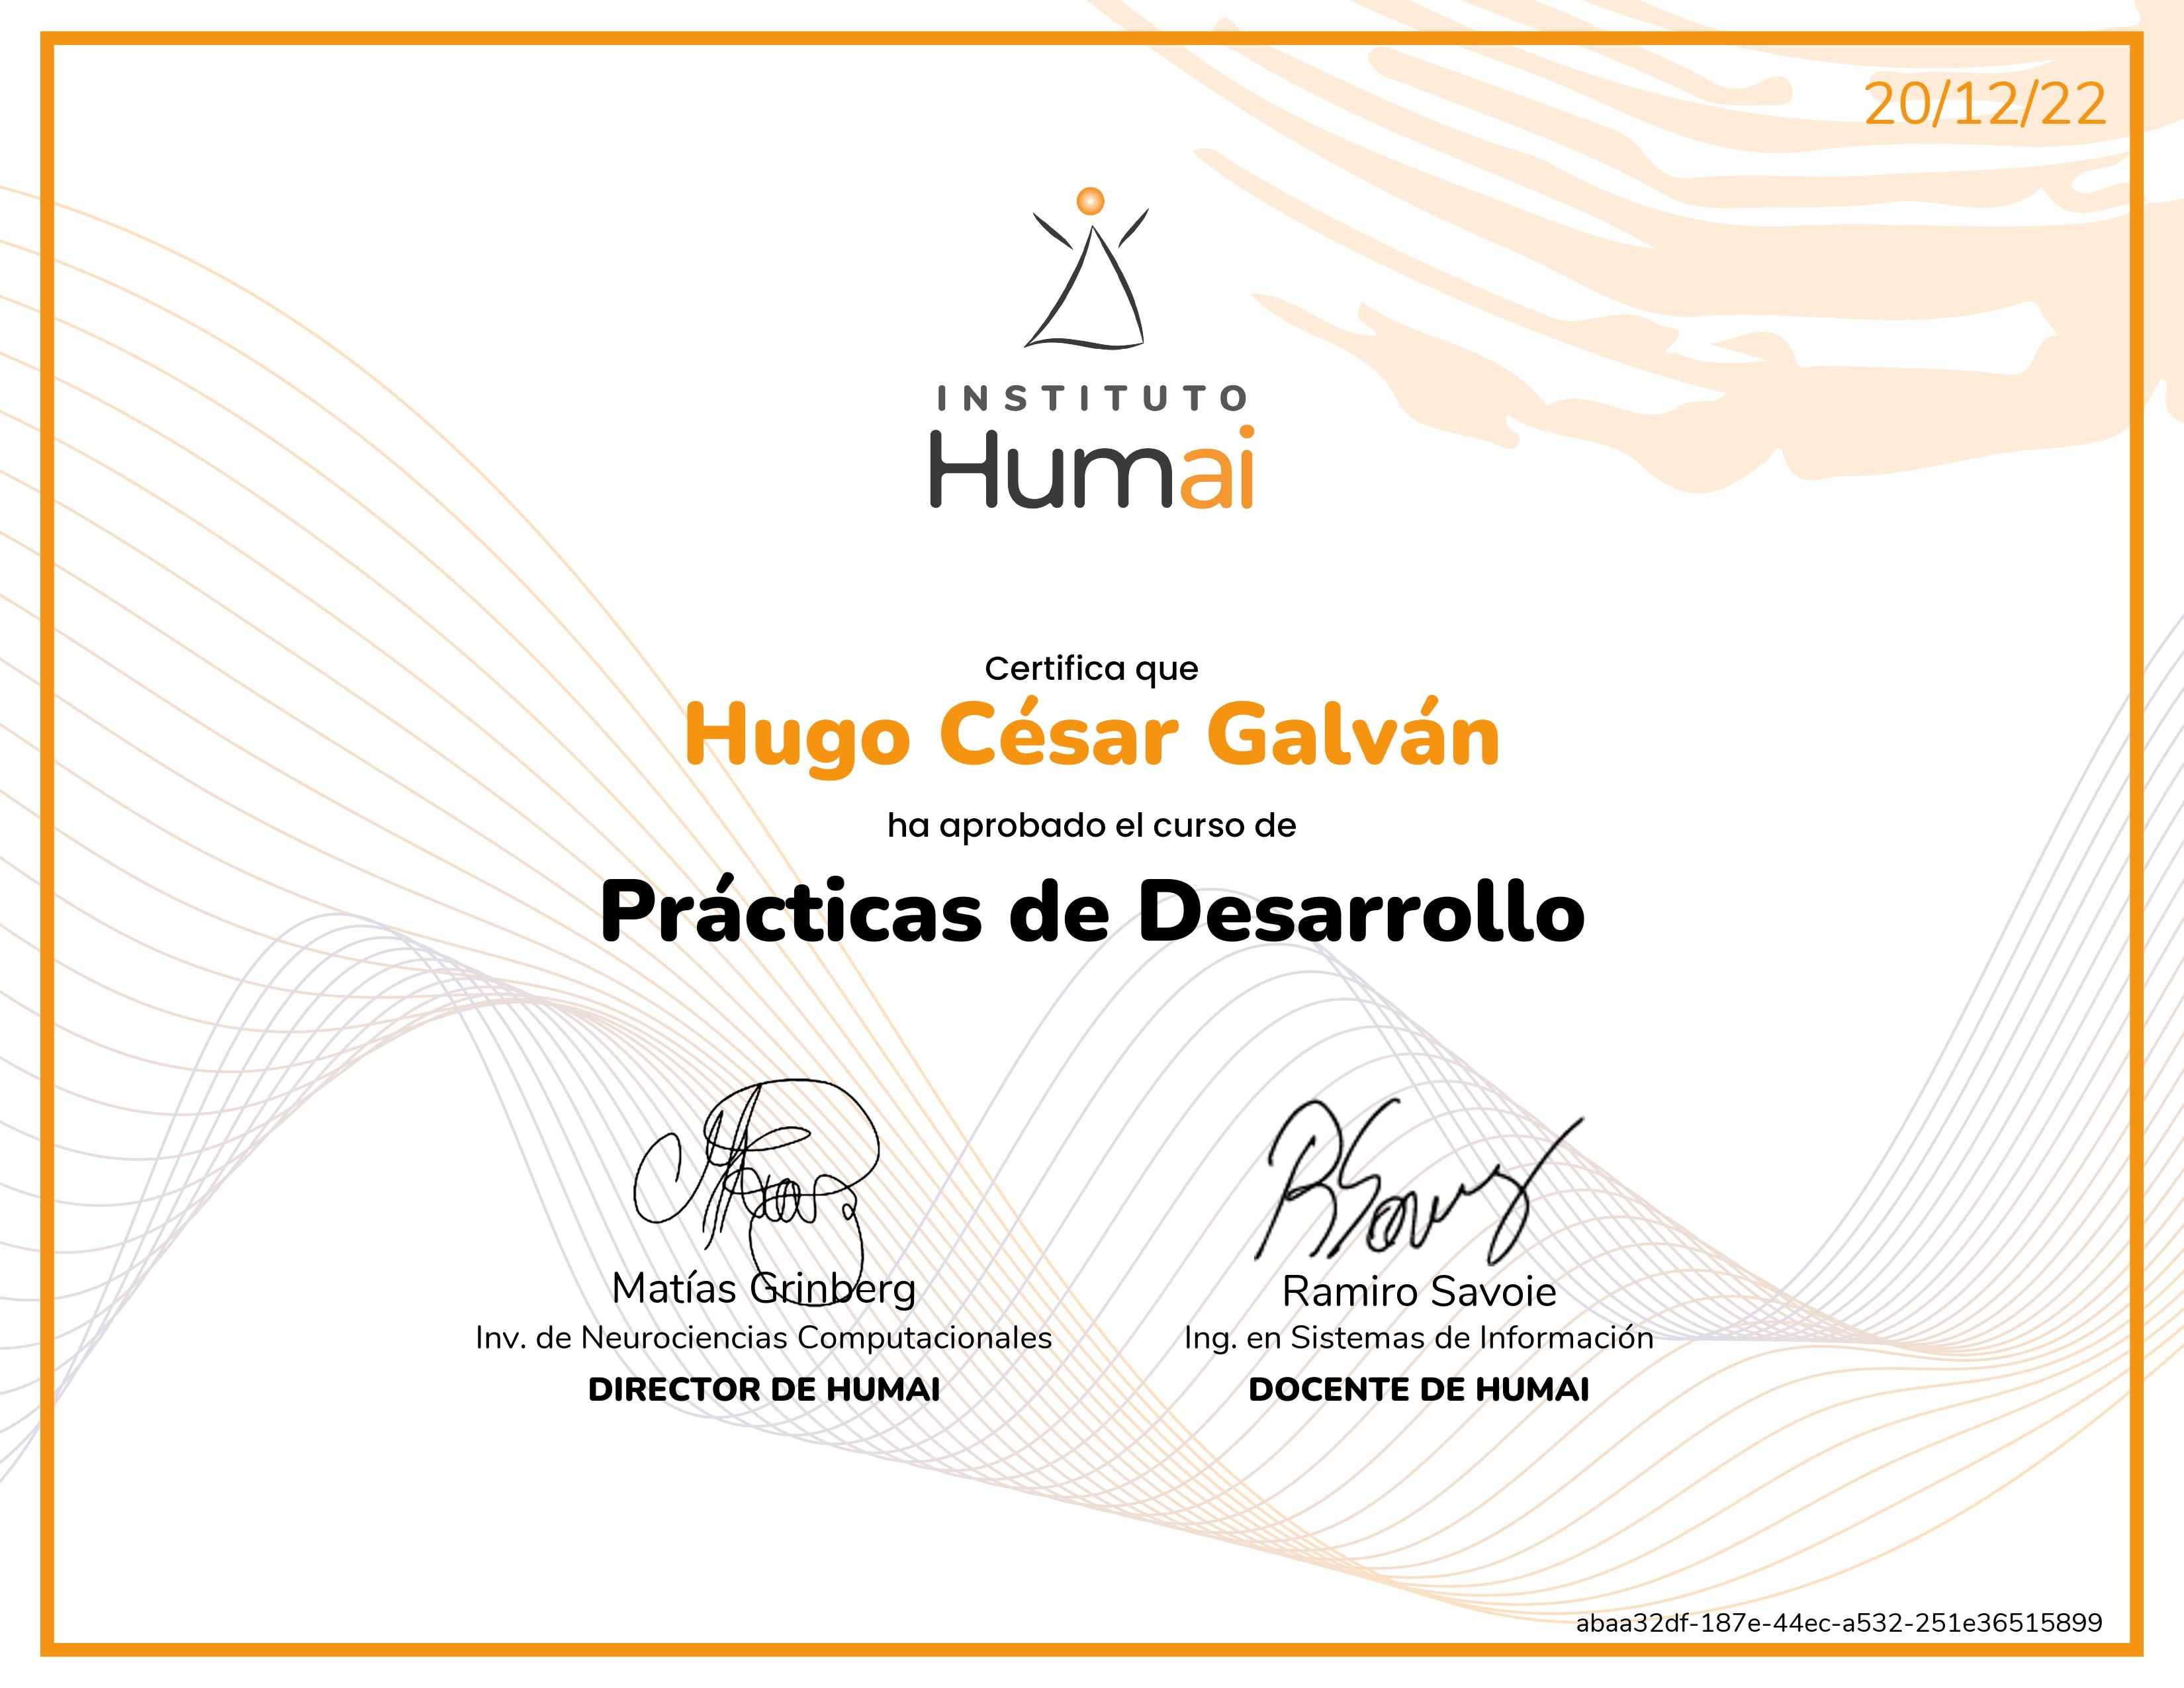 20/12/22
INSTITUTO
Humai
Certifica que
Hugo César Galván
ha aprobado el curso de
Prácticas de Desarrollo
Matías Grinberg
Inv. de Neurociencias Computacionales
DIRECTOR DE HUMAI
Ramiro Savoie
Ing. en Sistemas de Información
DOCENTE DE HUMAI
abaa32df-187e-44ec-a532-251e36515899